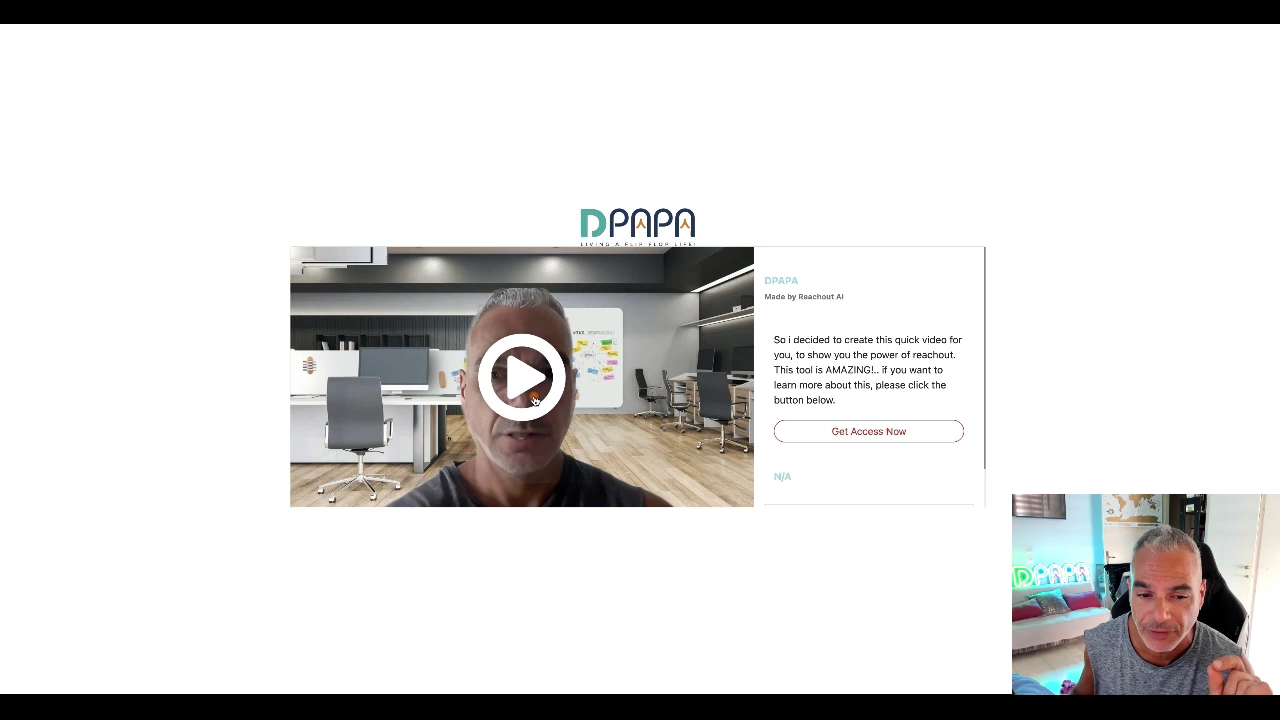 DPAPA
LIVING A FLIP FLOP LIFE!
DPAPA
Made by Reachout AI
So i decided to create this quick video for
you, to show you the power of reachout.
This tool is AMAZING!.. if you want to
learn more about this, please click the
button below.
Get Access Now
N/A
DPAPA